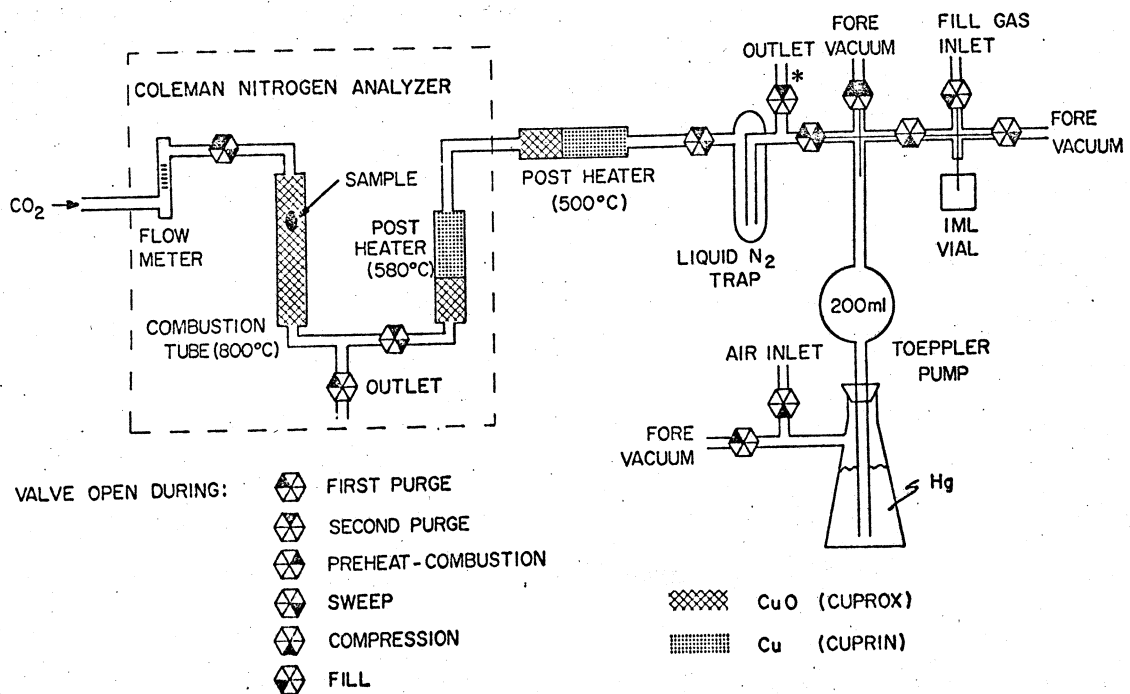 COLEMAN NITROGEN ANALYZER
CO2
FLOW
METER
SAMPLE
COMBUSTION
TUBE (800°C)
POST
HEATER
(580°C)
OUTLET
POST HEATER
(500°C)
LIQUID N2
TRAP
OUTLET
*
FORE
VACUUM
FILL GAS
INLET
FORE
VACUUM
IML
VIAL
200ml
TOEPPLER
PUMP
AIR INLET
FORE
VACUUM
Hg
VALVE OPEN DURING:
FIRST PURGE
SECOND PURGE
PREHEAT-COMBUSTION
SWEEP
COMPRESSION
FILL
CuO (CUPROX)
Cu (CUPRIN)